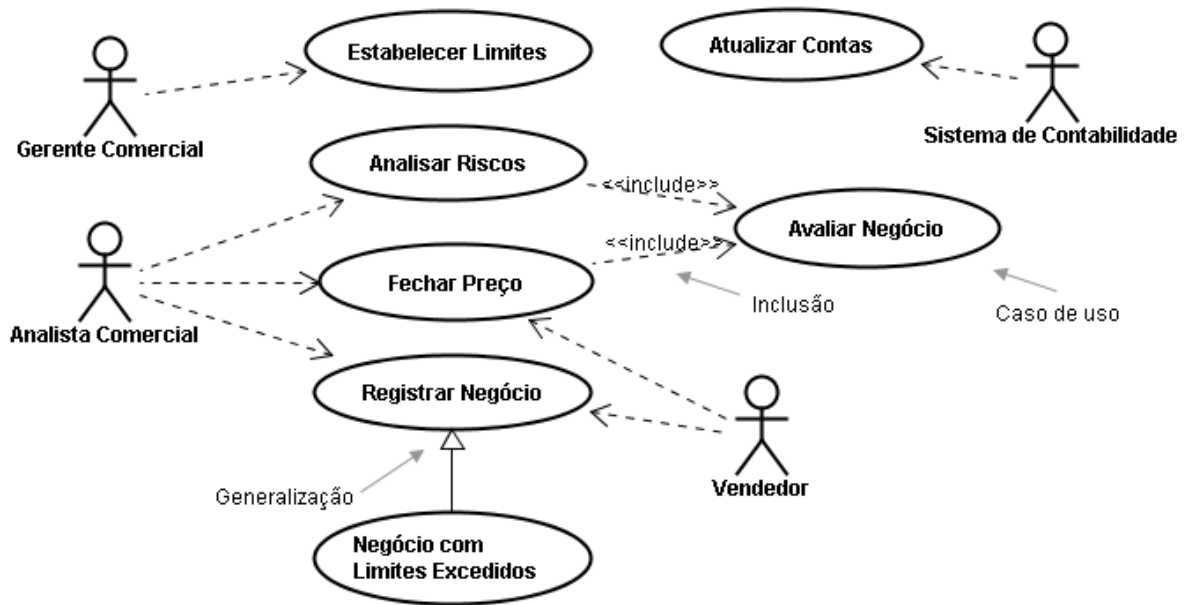 Estabelecer Limites
Atualizar Contas
Gerente Comercial
Sistema de Contabilidade
Analisar Riscos
<<include>>
Avaliar Negócio
<<include>>
Fechar Preço
Inclusão
Caso de uso
Analista Comercial
Registrar Negócio
Vendedor
Generalização
Negócio com
Limites Excedidos